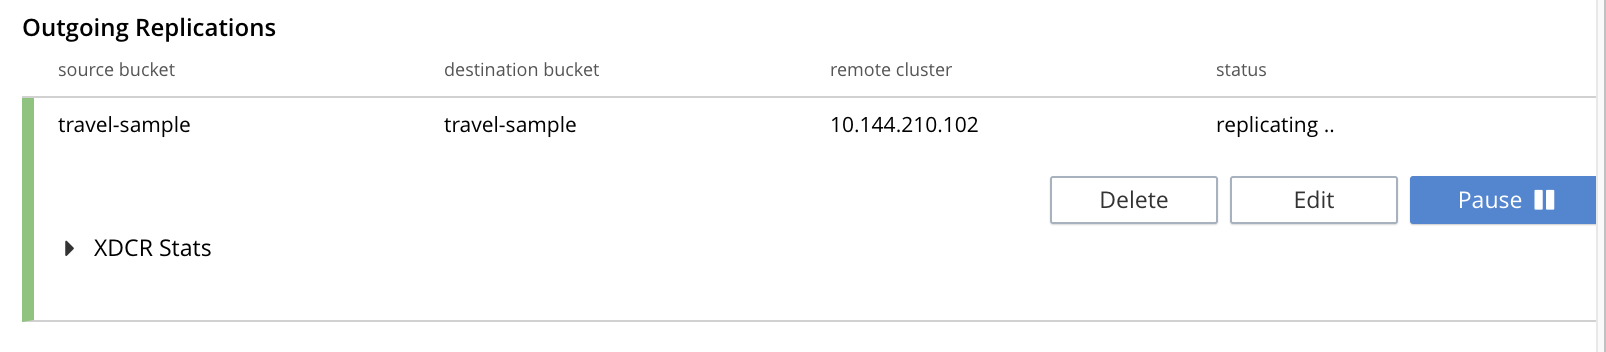 Outgoing Replications
source bucket destination bucket remote cluster status
travel-sample travel-sample 10.144.210.102 replicating ..
Delete Edit Pause
XDCR Stats